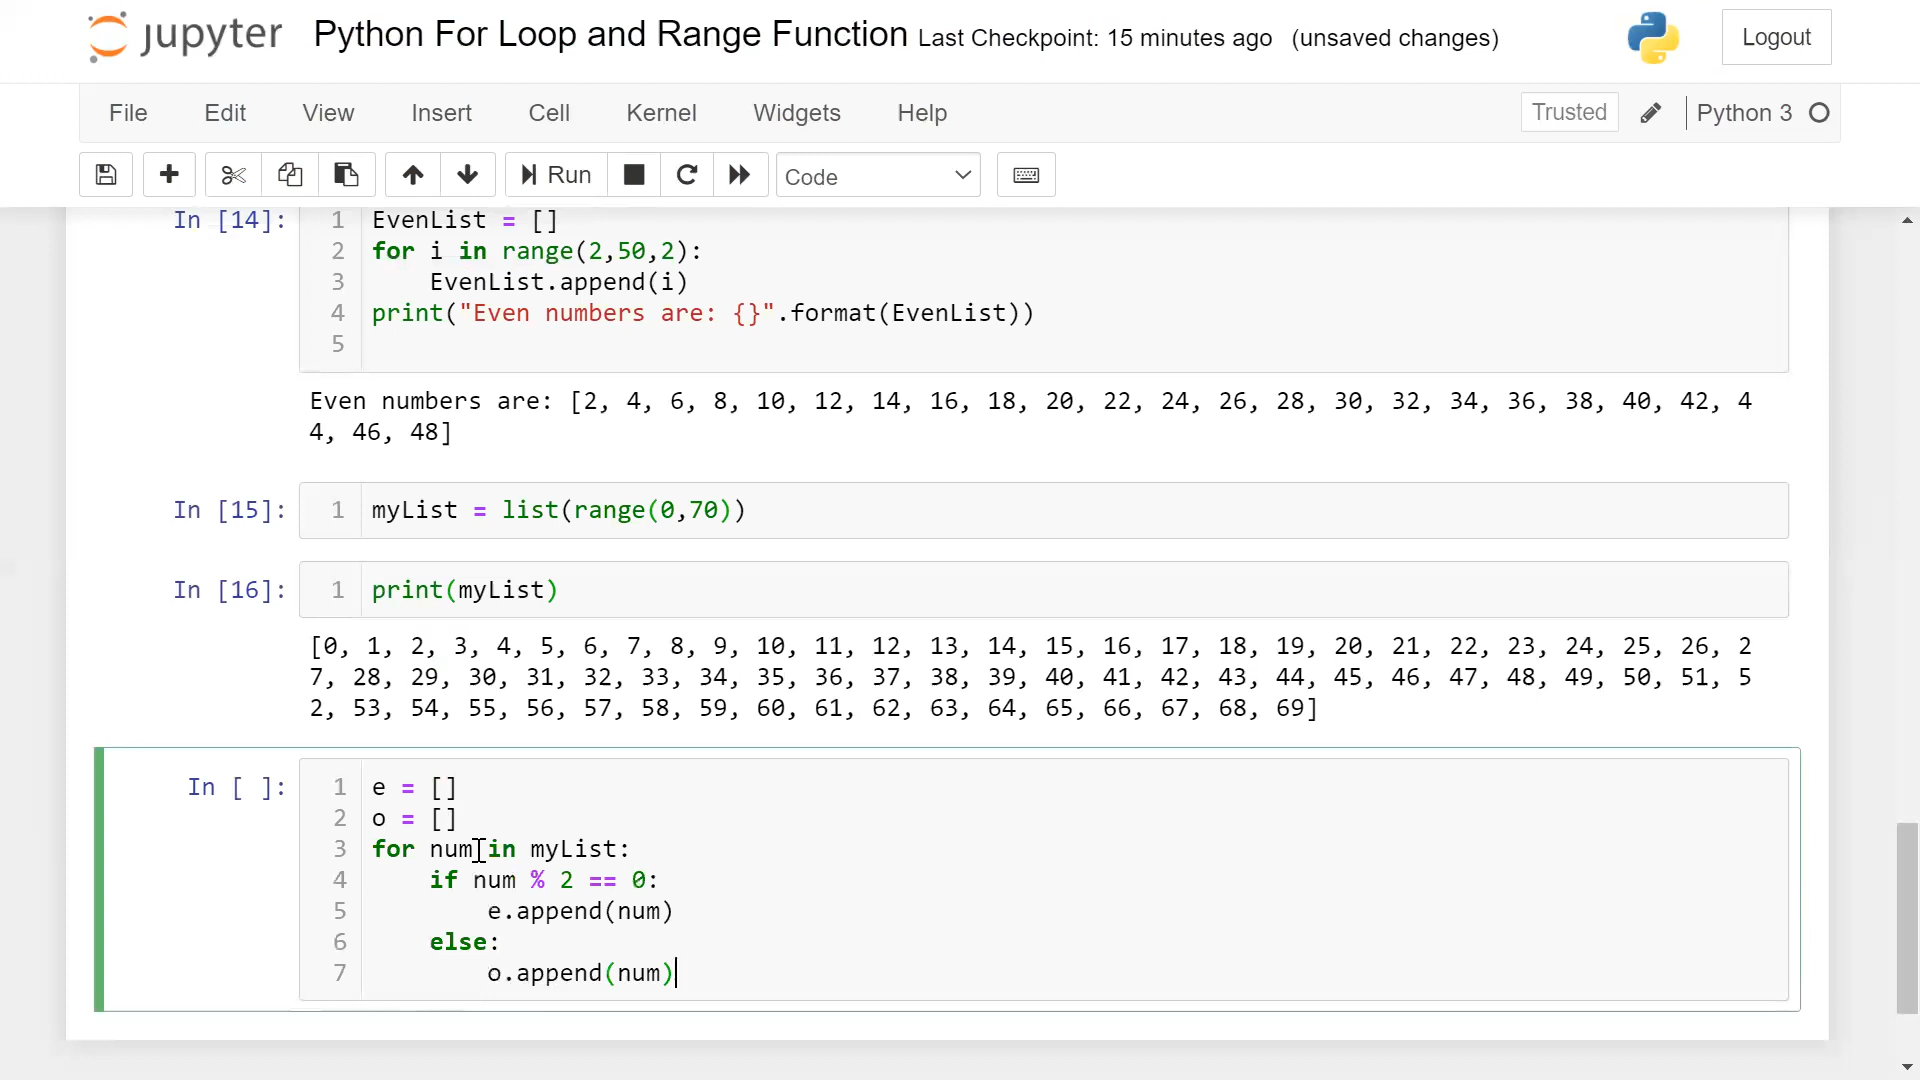 jupyter Python For Loop and Range Function Last Checkpoint: 15 minutes ago (unsaved changes) Logout
File Edit View Insert Cell Kernel Widgets Help Trusted Python 3
Run Code
In [14]: 1 EvenList = []
2 for i in range(2,50,2):
3 EvenList.append(i)
4 print("Even numbers are: {}".format(EvenList))
5
Even numbers are: [2, 4, 6, 8, 10, 12, 14, 16, 18, 20, 22, 24, 26, 28, 30, 32, 34, 36, 38, 40, 42, 4
4, 46, 48]
In [15]: 1 myList = list(range(0,70))
In [16]: 1 print(myList)
[0, 1, 2, 3, 4, 5, 6, 7, 8, 9, 10, 11, 12, 13, 14, 15, 16, 17, 18, 19, 20, 21, 22, 23, 24, 25, 26, 2
7, 28, 29, 30, 31, 32, 33, 34, 35, 36, 37, 38, 39, 40, 41, 42, 43, 44, 45, 46, 47, 48, 49, 50, 51, 5
2, 53, 54, 55, 56, 57, 58, 59, 60, 61, 62, 63, 64, 65, 66, 67, 68, 69]
In [ ]: 1 e = []
2 o = []
3 for num in myList:
4 if num % 2 == 0:
5 e.append(num)
6 else:
7 o.append(num)